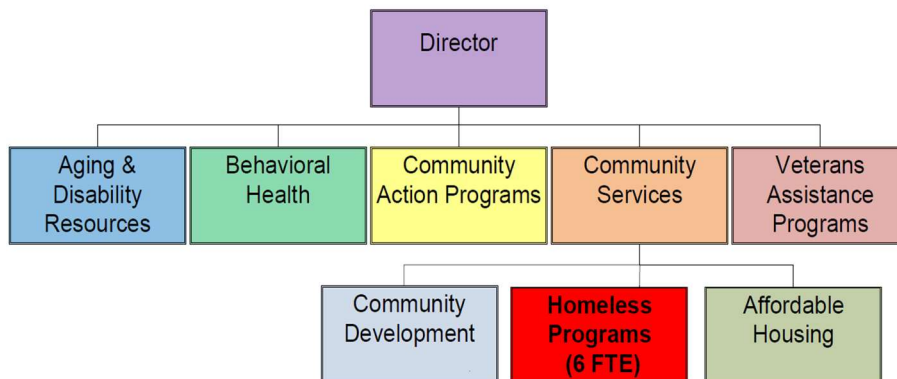 Director
Aging &
Disability
Resources
Behavioral
Health
Community
Action Programs
Community
Services
Veterans
Assistance
Programs
Community
Development
Homeless
Programs
(6 FTE)
Affordable
Housing